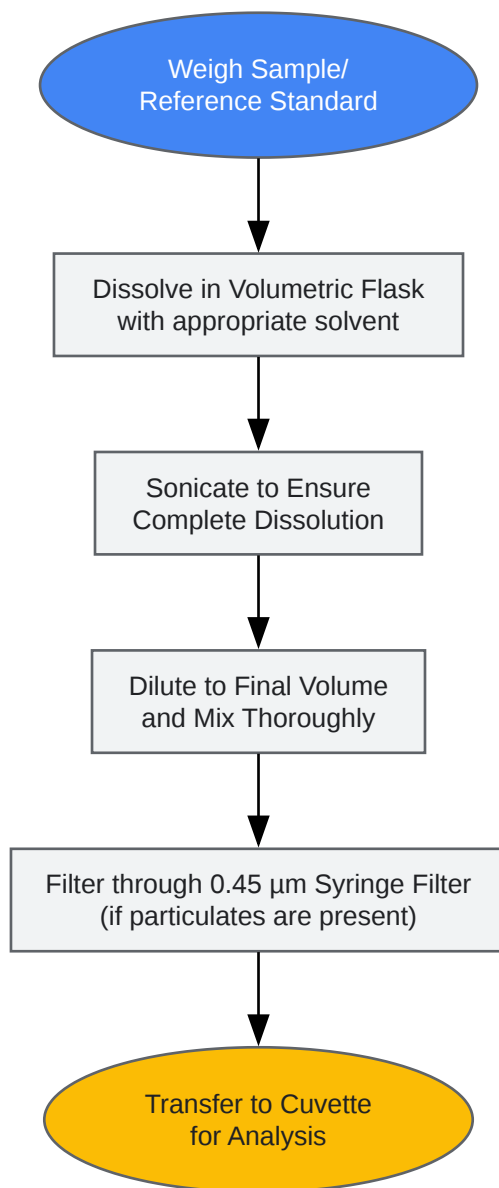 Weigh Sample/
Reference Standard
Dissolve in Volumetric Flask
with appropriate solvent
Sonicate to Ensure
Complete Dissolution
Dilute to Final Volume
and Mix Thoroughly
Filter through 0.45 µm Syringe Filter
(if particulates are present)
Transfer to Cuvette
for Analysis